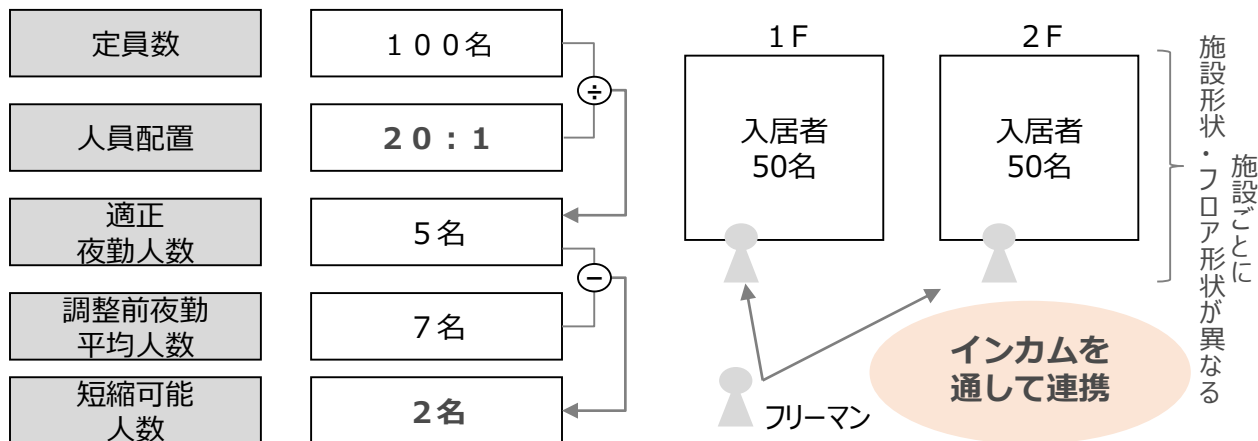 定員数
１００名
÷
人員配置
２０：１
適正
夜勤人数
５名
−
調整前夜勤
平均人数
７名
短縮可能
人数
２名
１Ｆ
２Ｆ
入居者
50名
入居者
50名
フリーマン
インカムを
通して連携
施設ごとに
施設形状・フロア形状が異なる